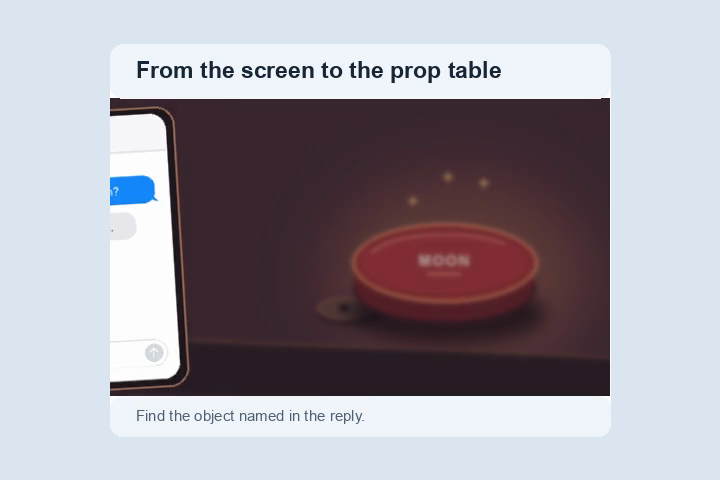 From the screen to the prop table
?
.
MOON
Find the object named in the reply.